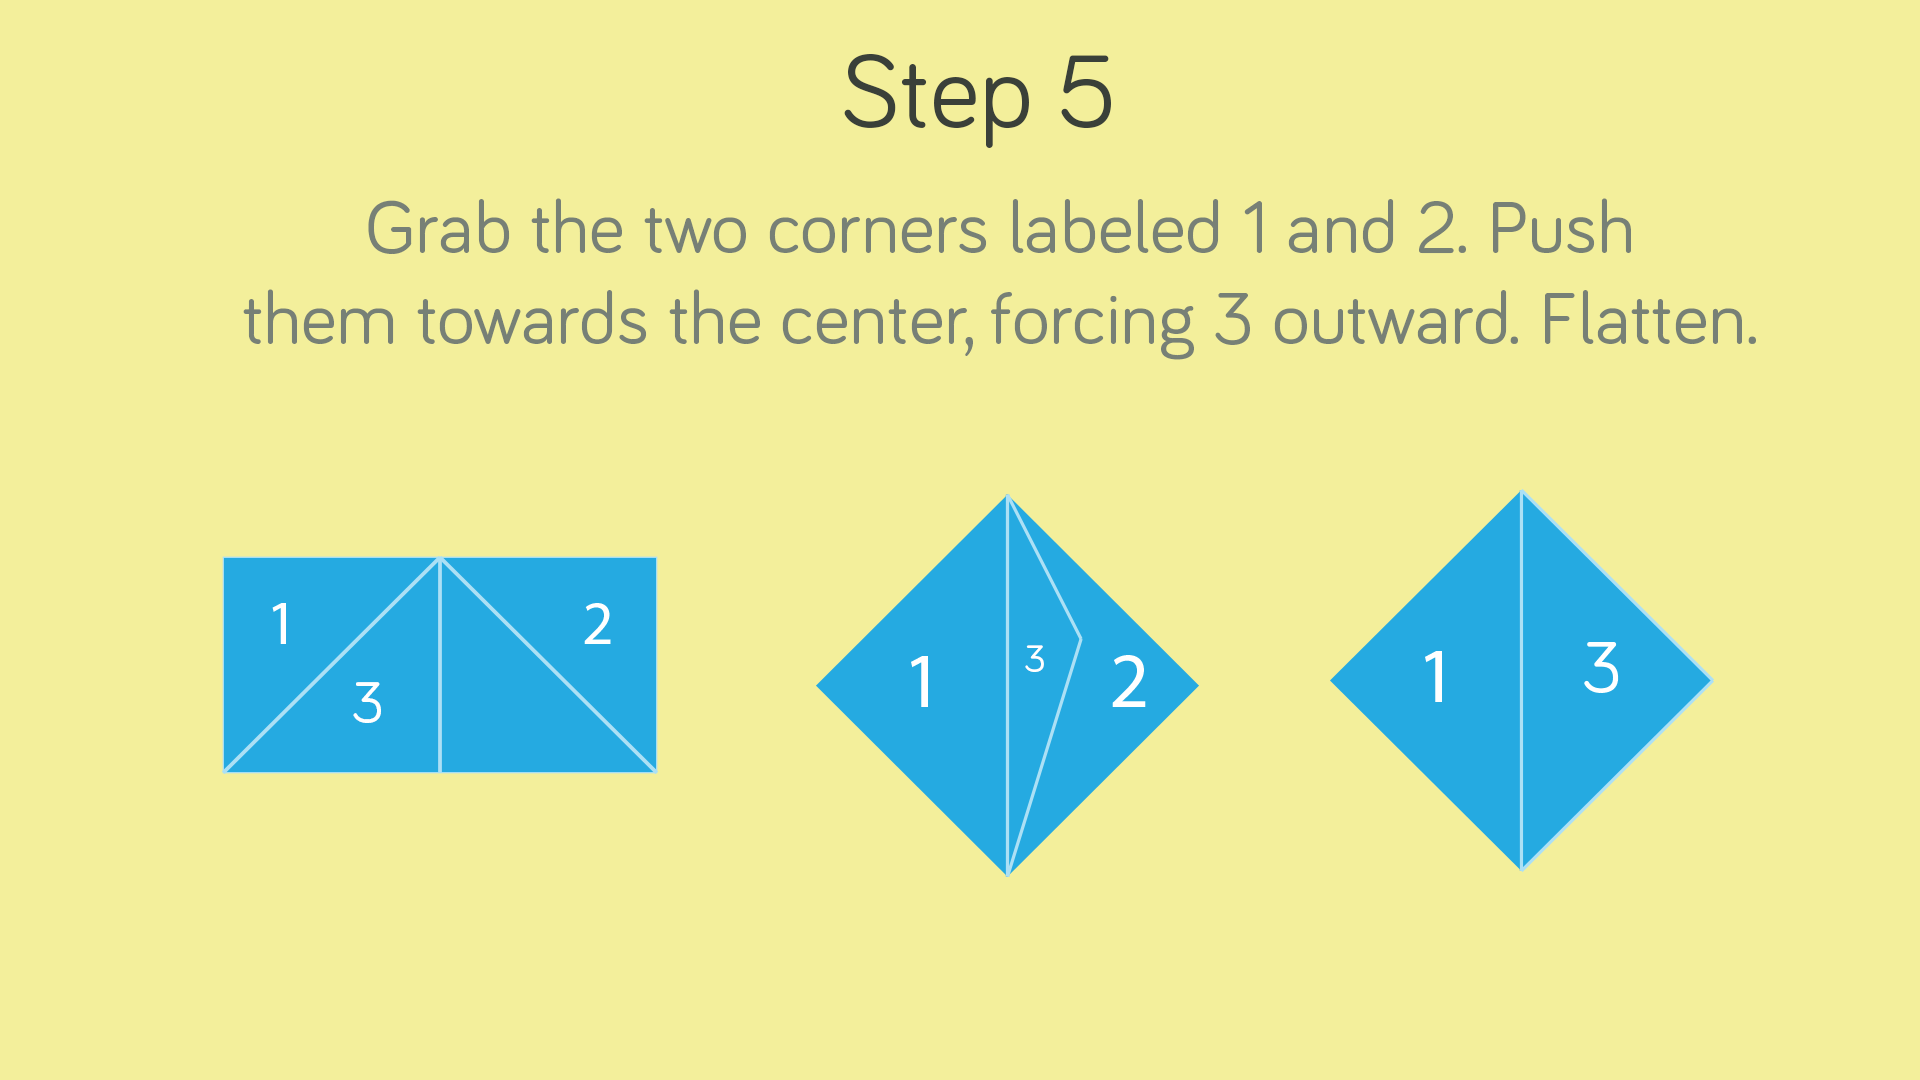 Step 5
Grab the two corners labeled 1 and 2. Push
them towards the center, forcing 3 outward. Flatten.
1
2
3
1
3
2
1
3